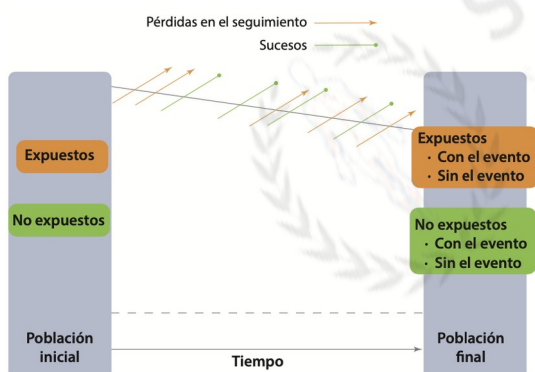 Pérdidas en el seguimiento
Sucesos
Expuestos
No expuestos
Expuestos
· Con el evento
· Sin el evento
No expuestos
· Con el evento
· Sin el evento
Población
inicial
Tiempo
Población
final